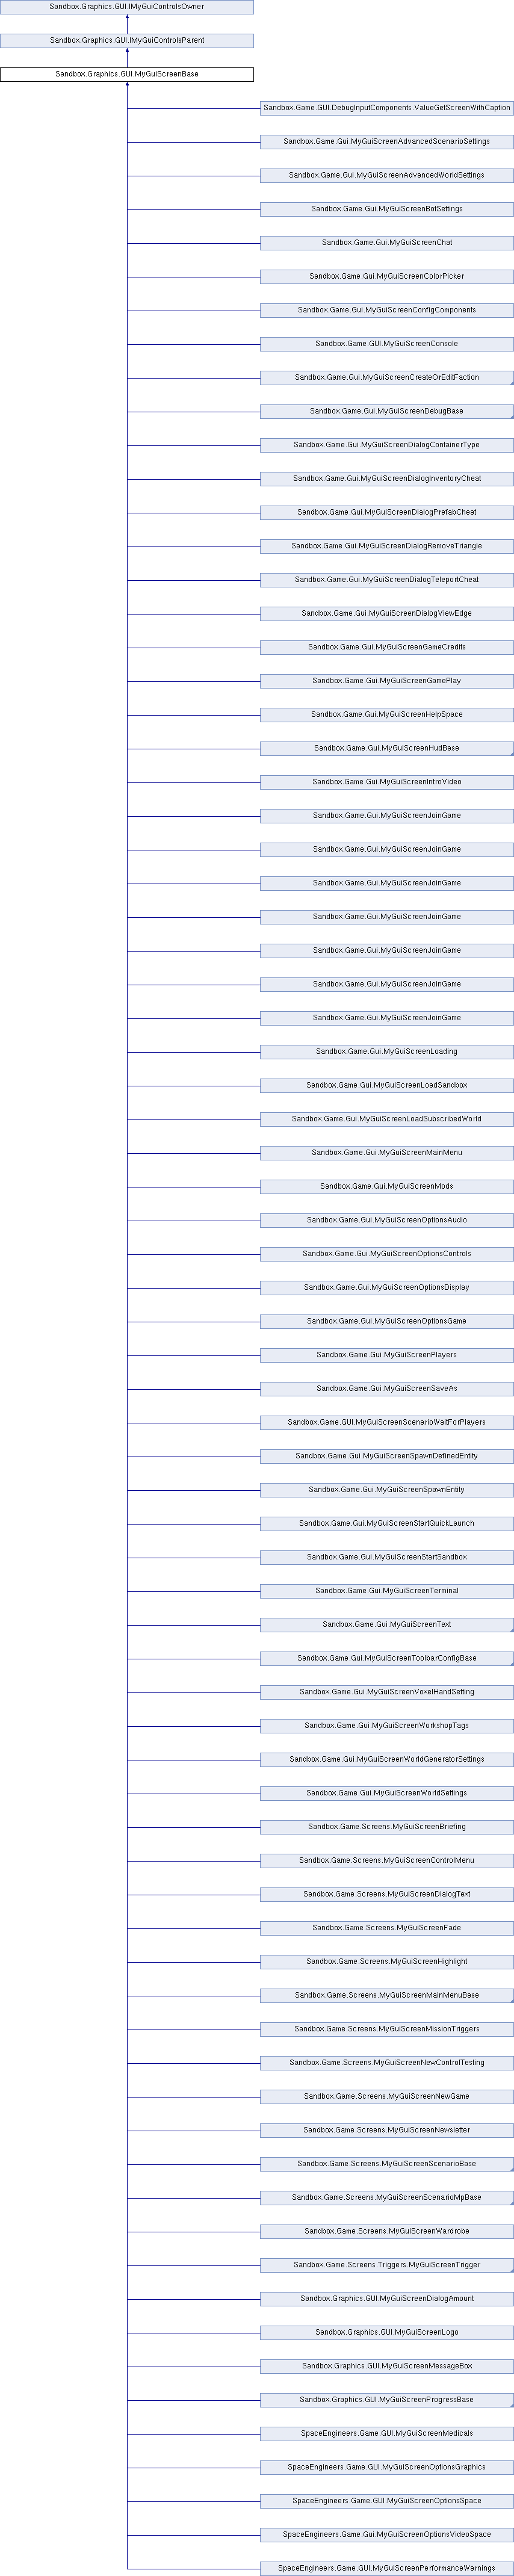 Sandbox.Graphics.GUI.IMyGuiControlsOwner
Sandbox.Graphics.GUI.IMyGuiControlsParent
Sandbox.Graphics.GUI.MyGuiScreenBase
Sandbox.Game.GUI.DebugInputComponents.ValueGetScreenWithCaption
Sandbox.Game.Gui.MyGuiScreenAdvancedScenarioSettings
Sandbox.Game.Gui.MyGuiScreenAdvancedWorldSettings
Sandbox.Game.Gui.MyGuiScreenBotSettings
Sandbox.Game.Gui.MyGuiScreenChat
Sandbox.Game.Gui.MyGuiScreenColorPicker
Sandbox.Game.Gui.MyGuiScreenConfigComponents
Sandbox.Game.GUI.MyGuiScreenConsole
Sandbox.Game.Gui.MyGuiScreenCreateOrEditFaction
Sandbox.Game.Gui.MyGuiScreenDebugBase
Sandbox.Game.Gui.MyGuiScreenDialogContainerType
Sandbox.Game.Gui.MyGuiScreenDialogInventoryCheat
Sandbox.Game.Gui.MyGuiScreenDialogPrefabCheat
Sandbox.Game.Gui.MyGuiScreenDialogRemoveTriangle
Sandbox.Game.Gui.MyGuiScreenDialogTeleportCheat
Sandbox.Game.Gui.MyGuiScreenDialogViewEdge
Sandbox.Game.Gui.MyGuiScreenGameCredits
Sandbox.Game.Gui.MyGuiScreenGamePlay
Sandbox.Game.Gui.MyGuiScreenHelpSpace
Sandbox.Game.Gui.MyGuiScreenHudBase
Sandbox.Game.Gui.MyGuiScreenIntroVideo
Sandbox.Game.Gui.MyGuiScreenJoinGame
Sandbox.Game.Gui.MyGuiScreenJoinGame
Sandbox.Game.Gui.MyGuiScreenJoinGame
Sandbox.Game.Gui.MyGuiScreenJoinGame
Sandbox.Game.Gui.MyGuiScreenJoinGame
Sandbox.Game.Gui.MyGuiScreenJoinGame
Sandbox.Game.Gui.MyGuiScreenJoinGame
Sandbox.Game.Gui.MyGuiScreenLoading
Sandbox.Game.Gui.MyGuiScreenLoadSandbox
Sandbox.Game.Gui.MyGuiScreenLoadSubscribedWorld
Sandbox.Game.Gui.MyGuiScreenMainMenu
Sandbox.Game.Gui.MyGuiScreenMods
Sandbox.Game.Gui.MyGuiScreenOptionsAudio
Sandbox.Game.Gui.MyGuiScreenOptionsControls
Sandbox.Game.Gui.MyGuiScreenOptionsDisplay
Sandbox.Game.Gui.MyGuiScreenOptionsGame
Sandbox.Game.Gui.MyGuiScreenPlayers
Sandbox.Game.Gui.MyGuiScreenSaveAs
Sandbox.Game.GUI.MyGuiScreenScenarioWaitForPlayers
Sandbox.Game.Gui.MyGuiScreenSpawnDefinedEntity
Sandbox.Game.Gui.MyGuiScreenSpawnEntity
Sandbox.Game.Gui.MyGuiScreenStartQuickLaunch
Sandbox.Game.Gui.MyGuiScreenStartSandbox
Sandbox.Game.Gui.MyGuiScreenTerminal
Sandbox.Game.Gui.MyGuiScreenText
Sandbox.Game.Gui.MyGuiScreenToolbarConfigBase
Sandbox.Game.Gui.MyGuiScreenVoxelHandSetting
Sandbox.Game.Gui.MyGuiScreenWorkshopTags
Sandbox.Game.Gui.MyGuiScreenWorldGeneratorSettings
Sandbox.Game.Gui.MyGuiScreenWorldSettings
Sandbox.Game.Screens.MyGuiScreenBriefing
Sandbox.Game.Screens.MyGuiScreenControlMenu
Sandbox.Game.Screens.MyGuiScreenDialogText
Sandbox.Game.Screens.MyGuiScreenFade
Sandbox.Game.Screens.MyGuiScreenHighlight
Sandbox.Game.Screens.MyGuiScreenMainMenuBase
Sandbox.Game.Screens.MyGuiScreenMissionTriggers
Sandbox.Game.Screens.MyGuiScreenNewControlTesting
Sandbox.Game.Screens.MyGuiScreenNewGame
Sandbox.Game.Screens.MyGuiScreenNewsletter
Sandbox.Game.Screens.MyGuiScreenScenarioBase
Sandbox.Game.Screens.MyGuiScreenScenarioMpBase
Sandbox.Game.Screens.MyGuiScreenWardrobe
Sandbox.Game.Screens.Triggers.MyGuiScreenTrigger
Sandbox.Graphics.GUI.MyGuiScreenDialogAmount
Sandbox.Graphics.GUI.MyGuiScreenLogo
Sandbox.Graphics.GUI.MyGuiScreenMessageBox
Sandbox.Graphics.GUI.MyGuiScreenProgressBase
SpaceEngineers.Game.GUI.MyGuiScreenMedicals
SpaceEngineers.Game.GUI.MyGuiScreenOptionsGraphics
SpaceEngineers.Game.GUI.MyGuiScreenOptionsSpace
SpaceEngineers.Game.Gui.MyGuiScreenOptionsVideoSpace
SpaceEngineers.Game.GUI.MyGuiScreenPerformanceWarnings